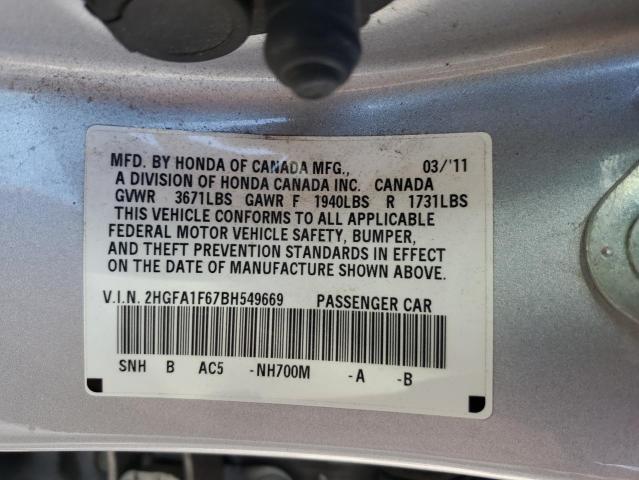 MFD. BY HONDA OF CANADA MFG., 03/'11
A DIVISION OF HONDA CANADA INC. CANADA
GVWR 3671LBS GAWR F 1940LBS R 1731LBS
THIS VEHICLE CONFORMS TO ALL APPLICABLE
FEDERAL MOTOR VEHICLE SAFETY, BUMPER,
AND THEFT PREVENTION STANDARDS IN EFFECT
ON THE DATE OF MANUFACTURE SHOWN ABOVE.
V.I.N. 2HGFA1F67BH549669 PASSENGER CAR
SNH B AC5 -NH700M -A -B